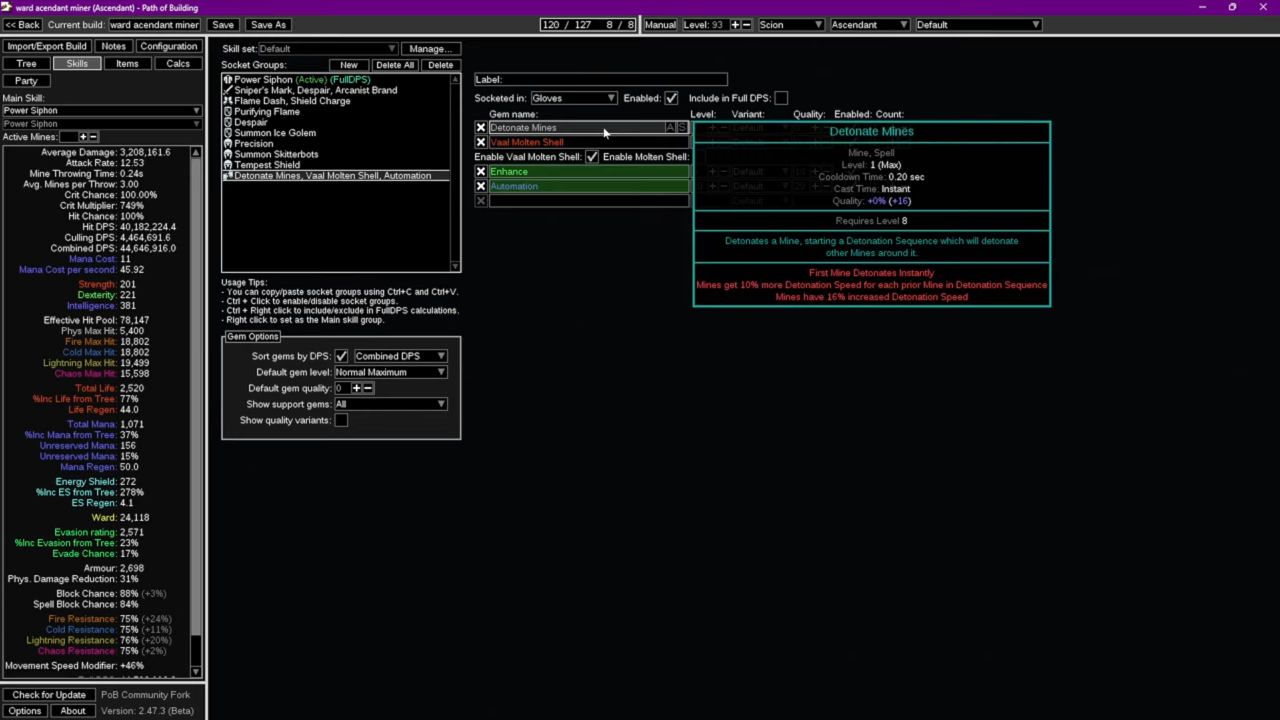 ward acendant miner (Ascendant) - Path of Building
<< Back Current build: ward acendant miner Save Save As 120 / 127 8 / 8 Manual Level: 93 Scion Ascendant Default
Import/Export Build Notes Configuration
Tree Skills Items Calcs
Party
Main Skill:
Power Siphon
Power Siphon
Active Mines:
Average Damage: 3,208,161.6
Attack Rate: 12.53
Mine Throwing Time: 0.24s
Avg. Mines per Throw: 3.00
Crit Chance: 100.00%
Crit Multiplier: 749%
Hit Chance: 100%
Hit DPS: 40,182,224.4
Culling DPS: 4,464,691.6
Combined DPS: 44,646,916.0
Mana Cost: 11
Mana Cost per second: 45.92
Strength: 201
Dexterity: 221
Intelligence: 381
Effective Hit Pool: 78,147
Phys Max Hit: 5,400
Fire Max Hit: 18,802
Cold Max Hit: 18,802
Lightning Max Hit: 19,499
Chaos Max Hit: 15,598
Total Life: 2,520
%Inc Life from Tree: 77%
Life Regen: 44.0
Total Mana: 1,071
%Inc Mana from Tree: 37%
Unreserved Mana: 156
Unreserved Mana: 15%
Mana Regen: 50.0
Energy Shield: 272
%Inc ES from Tree: 278%
ES Regen: 4.1
Ward: 24,118
Evasion rating: 2,571
%Inc Evasion from Tree: 23%
Evade Chance: 17%
Armour: 2,698
Phys. Damage Reduction: 31%
Block Chance: 88% (+3%)
Spell Block Chance: 84%
Fire Resistance: 75% (+24%)
Cold Resistance: 75% (+11%)
Lightning Resistance: 76% (+20%)
Chaos Resistance: 75% (+2%)
Movement Speed Modifier: +46%
Check for Update PoB Community Fork
Options About Version: 2.47.3 (Beta)
Skill set: Default Manage...
Socket Groups: New Delete All Delete
Power Siphon (Active) (FullDPS)
Sniper's Mark, Despair, Arcanist Brand
Flame Dash, Shield Charge
Purifying Flame
Despair
Summon Ice Golem
Precision
Summon Skitterbots
Tempest Shield
Detonate Mines, Vaal Molten Shell, Automation
Usage Tips:
- You can copy/paste socket groups using Ctrl+C and Ctrl+V.
- Ctrl + Click to enable/disable socket groups.
- Ctrl + Right click to include/exclude in FullDPS calculations.
- Right click to set as the Main skill group.
Gem Options
Sort gems by DPS: Combined DPS
Default gem level: Normal Maximum
Default gem quality: 0
Show support gems: All
Show quality variants:
Label:
Socketed in: Gloves Enabled: Include in Full DPS:
Gem name: Level: Variant: Quality: Enabled: Count:
Detonate Mines A S
Vaal Molten Shell
Enable Vaal Molten Shell: Enable Molten Shell:
Enhance
Automation
Detonate Mines
Mine, Spell
Level: 1 (Max)
Cooldown Time: 0.20 sec
Cast Time: Instant
Quality: +0% (+16)
Requires Level 8
Detonates a Mine, starting a Detonation Sequence which will detonate
other Mines around it.
First Mine Detonates Instantly
Mines get 10% more Detonation Speed for each prior Mine in Detonation Sequence
Mines have 16% increased Detonation Speed